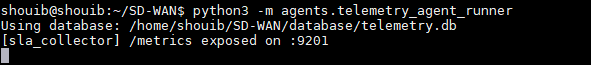 shouib@shouib:~/SD-WAN$ python3 -m agents.telemetry_agent_runner
Using database: /home/shouib/SD-WAN/database/telemetry.db
[sla_collector] /metrics exposed on :9201